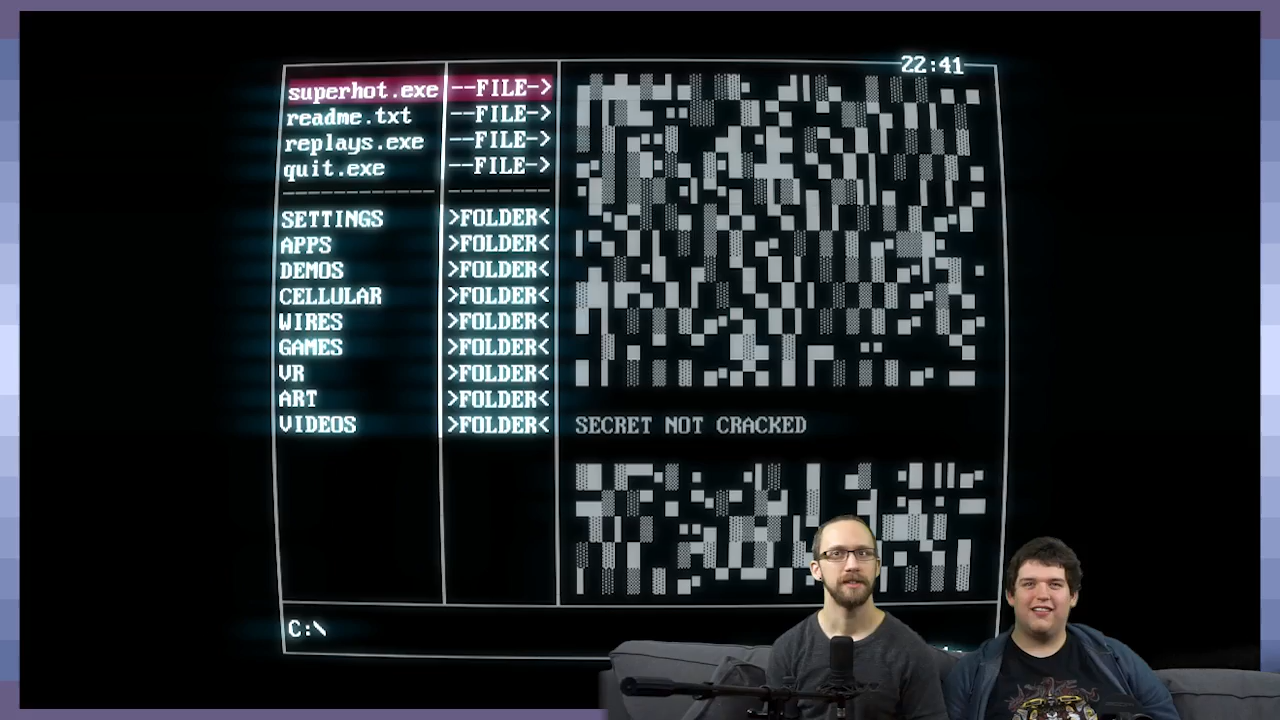 22:41
superhot.exe --FILE->
readme.txt --FILE->
replays.exe --FILE->
quit.exe --FILE->
SETTINGS >FOLDER<
APPS >FOLDER<
DEMOS >FOLDER<
CELLULAR >FOLDER<
WIRES >FOLDER<
GAMES >FOLDER<
VR >FOLDER<
ART >FOLDER<
VIDEOS >FOLDER<
SECRET NOT CRACKED
C:\